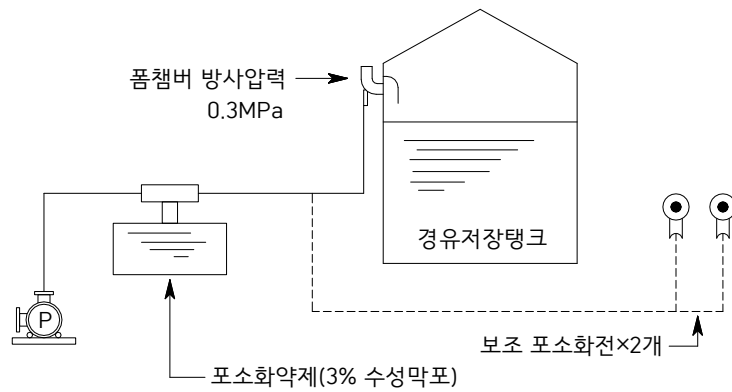 폼챔버 방사압력
0.3MPa
경유저장탱크
P
보조 포소화전×2개
포소화약제(3% 수성막포)